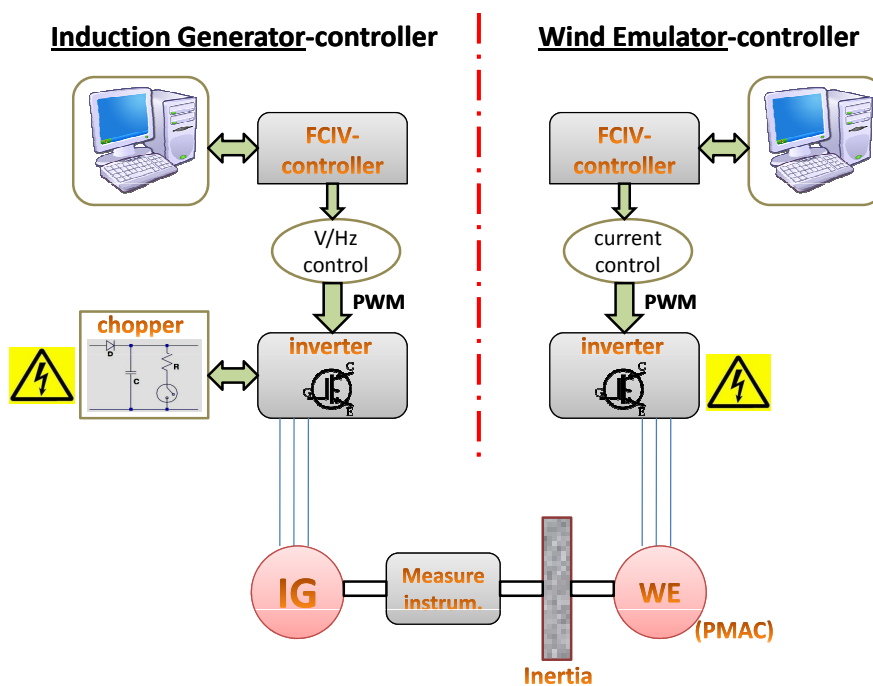 Induction Generator-controller
Wind Emulator-controller
FCIV-
controller
FCIV-
controller
V/Hz
control
current
control
PWM
PWM
chopper
D
C
R
inverter
C
G
E
inverter
C
G
E
IG
Measure
instrum.
WE
(PMAC)
Inertia